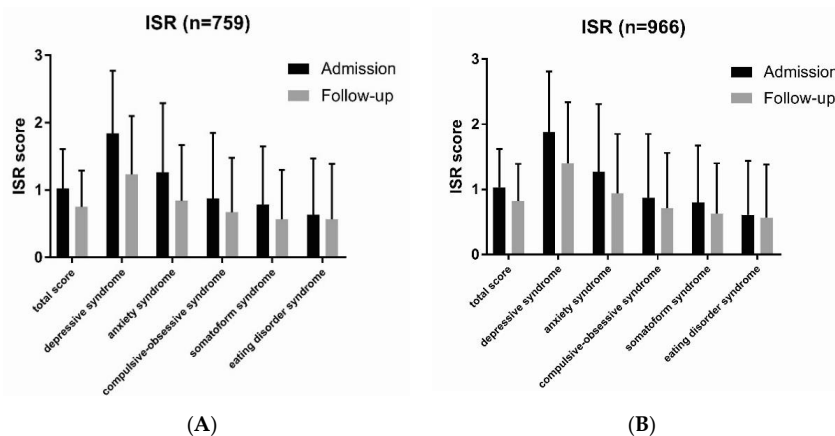 ISR (n=759)
3
2
1
0
ISR score
Admission
Follow-up
total score
depressive syndrome
anxiety syndrome
compulsive-obsessive syndrome
somatoform syndrome
eating disorder syndrome
(A)
ISR (n=966)
3
2
1
0
ISR score
Admission
Follow-up
total score
depressive syndrome
anxiety syndrome
compulsive-obsessive syndrome
somatoform syndrome
eating disorder syndrome
(B)